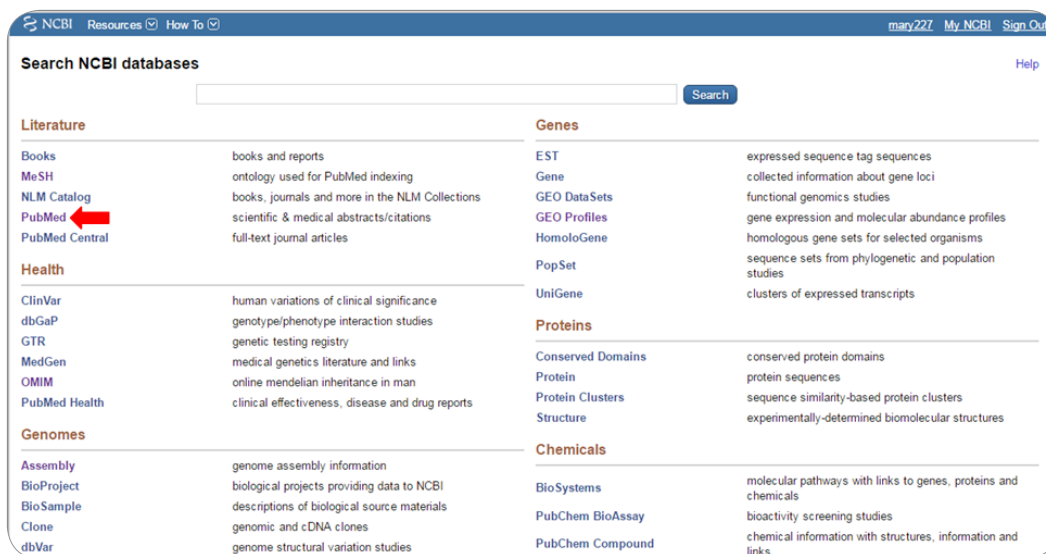 NCBI Resources How To mary227 My NCBI Sign Out
Search NCBI databases Help
Search
Literature
Books books and reports
MeSH ontology used for PubMed indexing
NLM Catalog books, journals and more in the NLM Collections
PubMed scientific & medical abstracts/citations
PubMed Central full-text journal articles
Health
ClinVar human variations of clinical significance
dbGaP genotype/phenotype interaction studies
GTR genetic testing registry
MedGen medical genetics literature and links
OMIM online mendelian inheritance in man
PubMed Health clinical effectiveness, disease and drug reports
Genomes
Assembly genome assembly information
BioProject biological projects providing data to NCBI
BioSample descriptions of biological source materials
Clone genomic and cDNA clones
dbVar genome structural variation studies
Genes
EST expressed sequence tag sequences
Gene collected information about gene loci
GEO DataSets functional genomics studies
GEO Profiles gene expression and molecular abundance profiles
HomoloGene homologous gene sets for selected organisms
PopSet sequence sets from phylogenetic and population
studies
UniGene clusters of expressed transcripts
Proteins
Conserved Domains conserved protein domains
Protein protein sequences
Protein Clusters sequence similarity-based protein clusters
Structure experimentally-determined biomolecular structures
Chemicals
BioSystems molecular pathways with links to genes, proteins and
chemicals
PubChem BioAssay bioactivity screening studies
PubChem Compound chemical information with structures, information and
links